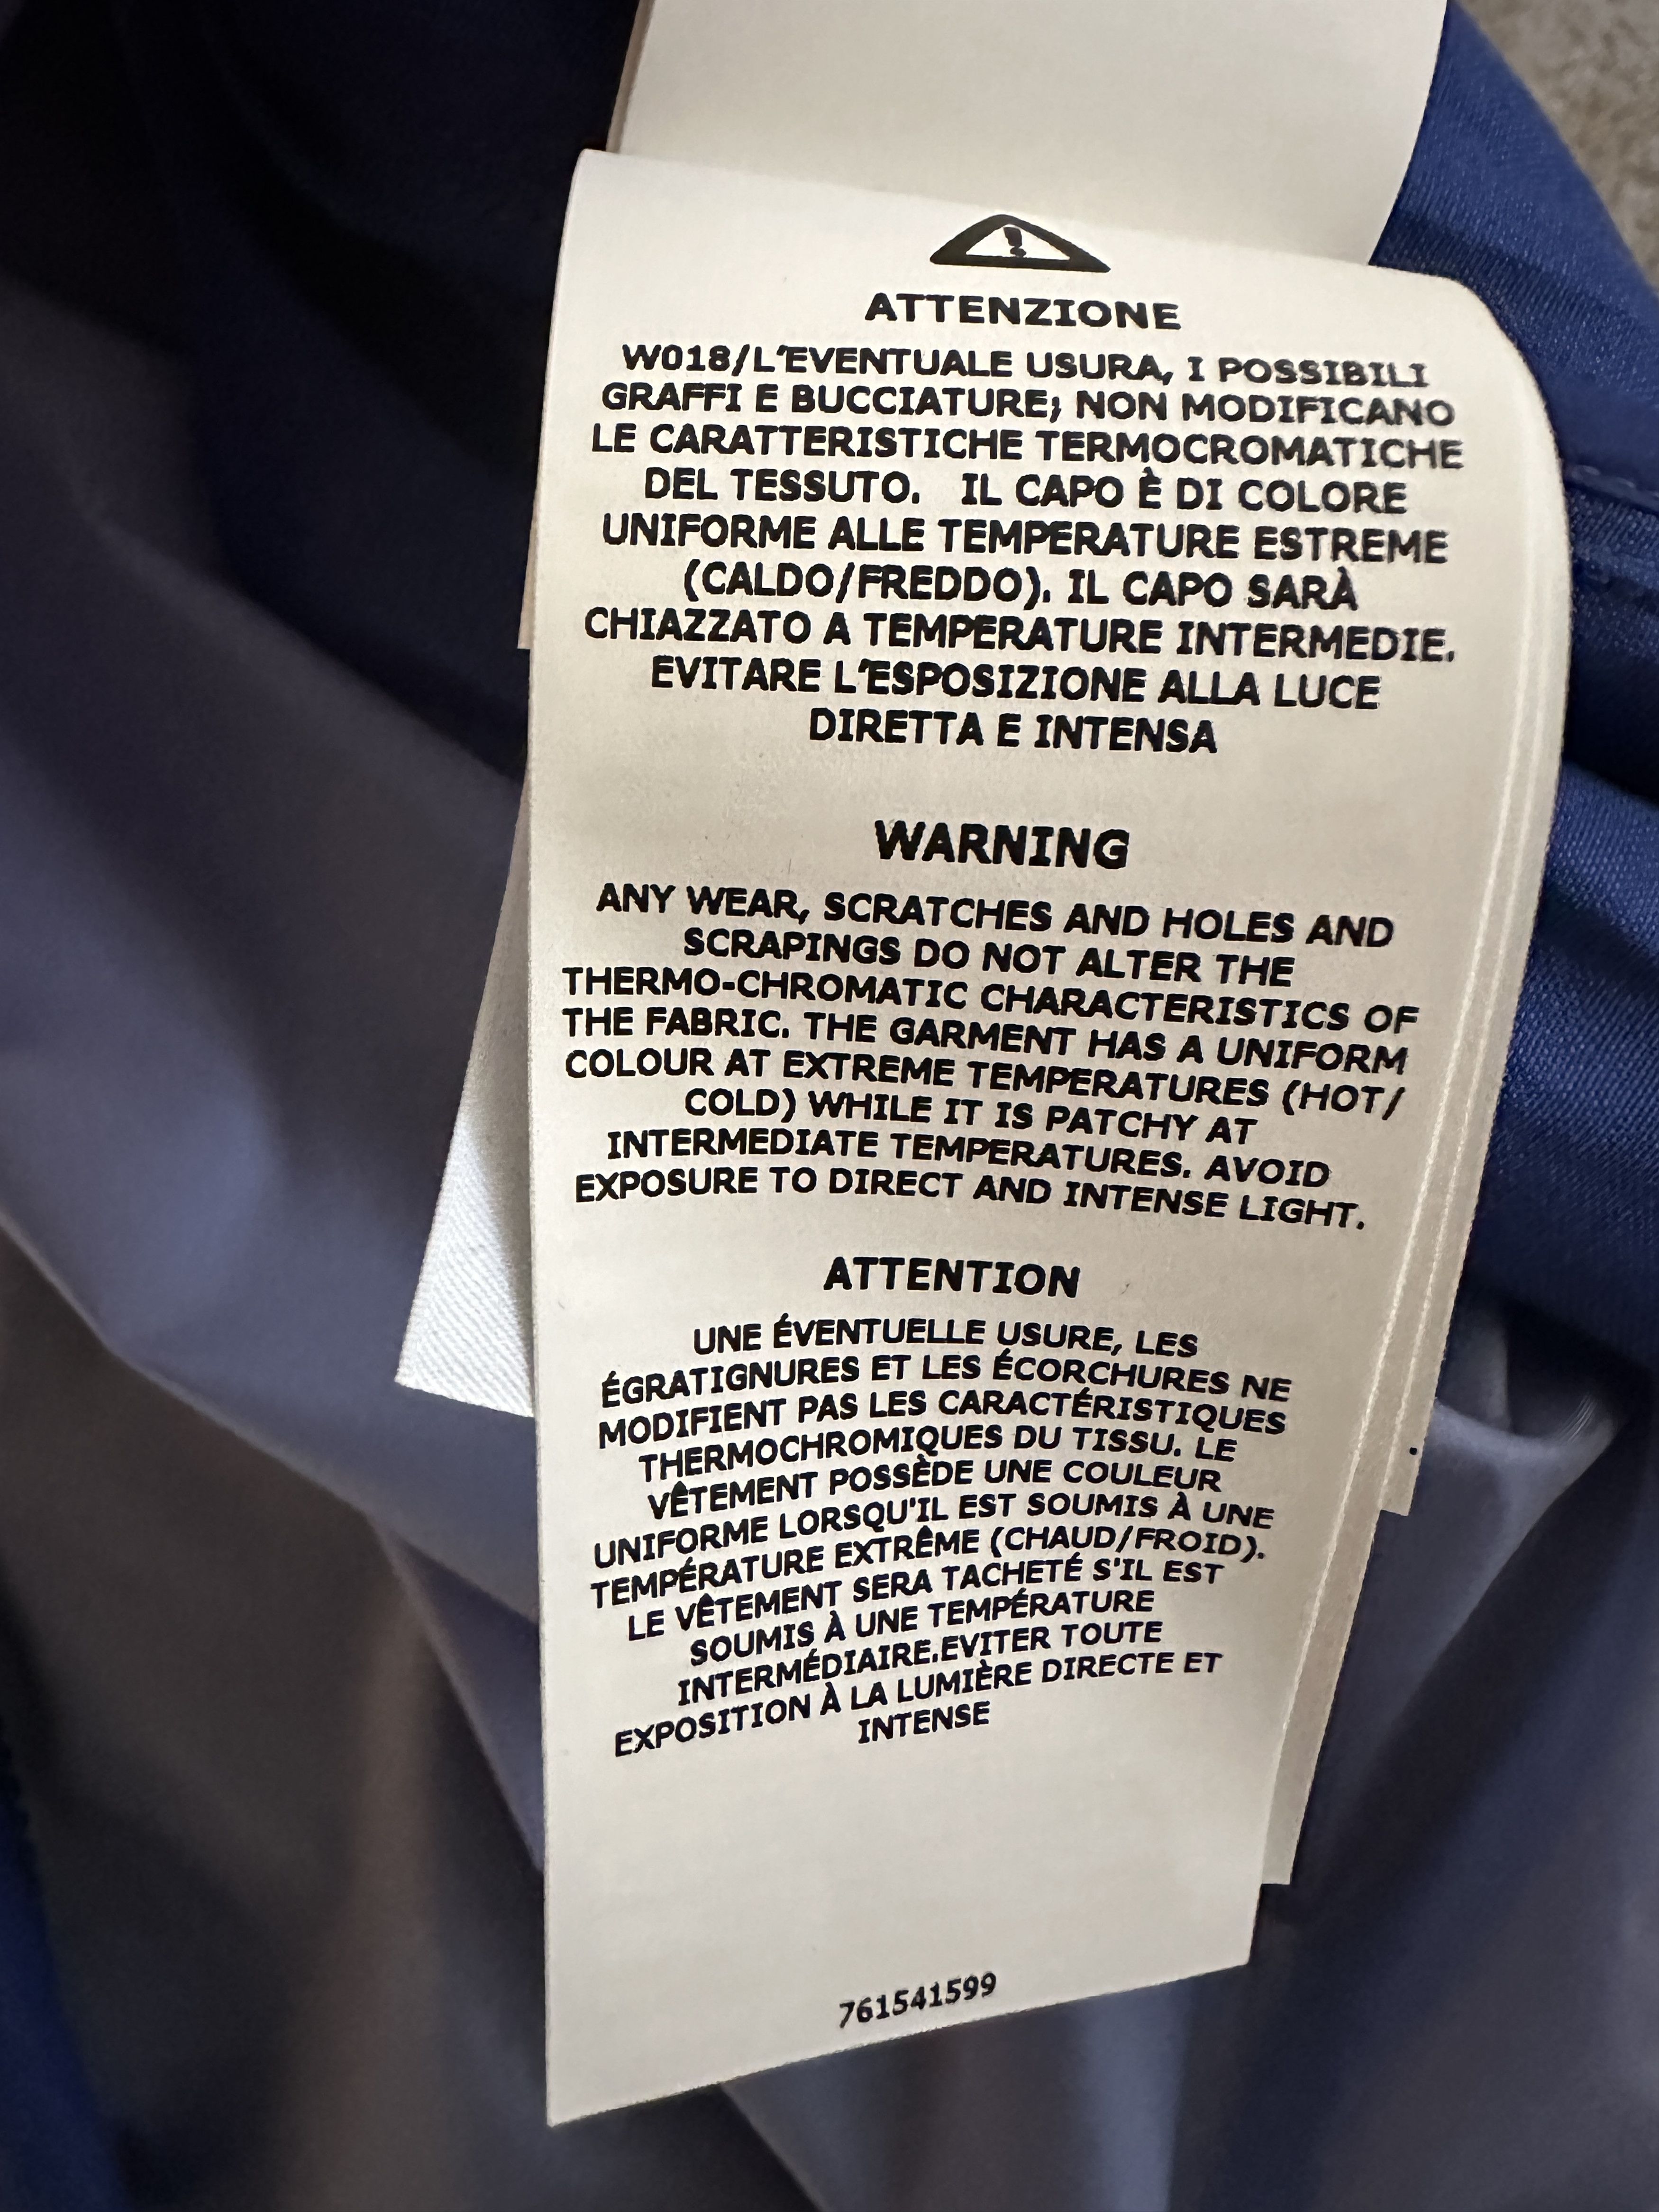 ATTENZIONE
W018/L'EVENTUALE USURA, I POSSIBILI
GRAFFI E BUCCIATURE; NON MODIFICANO
LE CARATTERISTICHE TERMOCROMATICHE
DEL TESSUTO. IL CAPO È DI COLORE
UNIFORME ALLE TEMPERATURE ESTREME
(CALDO/FREDDO). IL CAPO SARÀ
CHIAZZATO A TEMPERATURE INTERMEDIE.
EVITARE L'ESPOSIZIONE ALLA LUCE
DIRETTA E INTENSA
WARNING
ANY WEAR, SCRATCHES AND HOLES AND
SCRAPINGS DO NOT ALTER THE
THERMO-CHROMATIC CHARACTERISTICS OF
THE FABRIC. THE GARMENT HAS A UNIFORM
COLOUR AT EXTREME TEMPERATURES (HOT/
COLD) WHILE IT IS PATCHY AT
INTERMEDIATE TEMPERATURES. AVOID
EXPOSURE TO DIRECT AND INTENSE LIGHT.
ATTENTION
UNE ÉVENTUELLE USURE, LES
ÉGRATIGNURES ET LES ÉCORCHURES NE
MODIFIENT PAS LES CARACTÉRISTIQUES
THERMOCHROMIQUES DU TISSU. LE
VÊTEMENT POSSÈDE UNE COULEUR
UNIFORME LORSQU'IL EST SOUMIS À UNE
TEMPÉRATURE EXTRÊME (CHAUD/FROID).
LE VÊTEMENT SERA TACHETÉ S'IL EST
SOUMIS À UNE TEMPÉRATURE
INTERMÉDIAIRE.EVITER TOUTE
EXPOSITION À LA LUMIÈRE DIRECTE ET
INTENSE
761541599